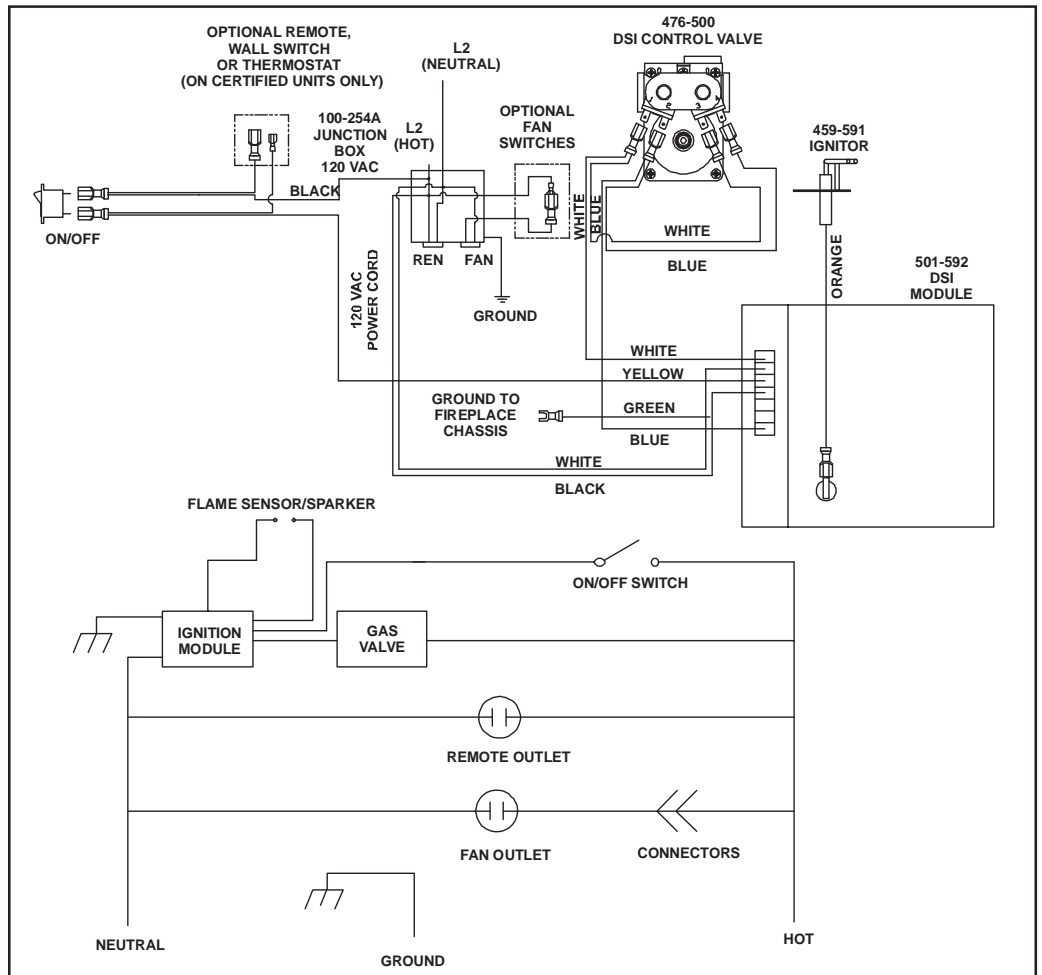 OPTIONAL REMOTE,
WALL SWITCH
OR THERMOSTAT
(ON CERTIFIED UNITS ONLY)
L2
(NEUTRAL)
476-500
DSI CONTROL VALVE
100-254A
JUNCTION
BOX
120 VAC
L2
(HOT)
OPTIONAL
FAN
SWITCHES
459-591
IGNITOR
BLACK
ON/OFF
REN
FAN
WHITE
BLUE
WHITE
BLUE
ORANGE
501-592
DSI
MODULE
120 VAC
POWER CORD
GROUND
WHITE
YELLOW
GROUND TO
FIREPLACE
CHASSIS
GREEN
BLUE
WHITE
BLACK
FLAME SENSOR/SPARKER
ON/OFF SWITCH
IGNITION
MODULE
GAS
VALVE
REMOTE OUTLET
FAN OUTLET
CONNECTORS
NEUTRAL
GROUND
HOT